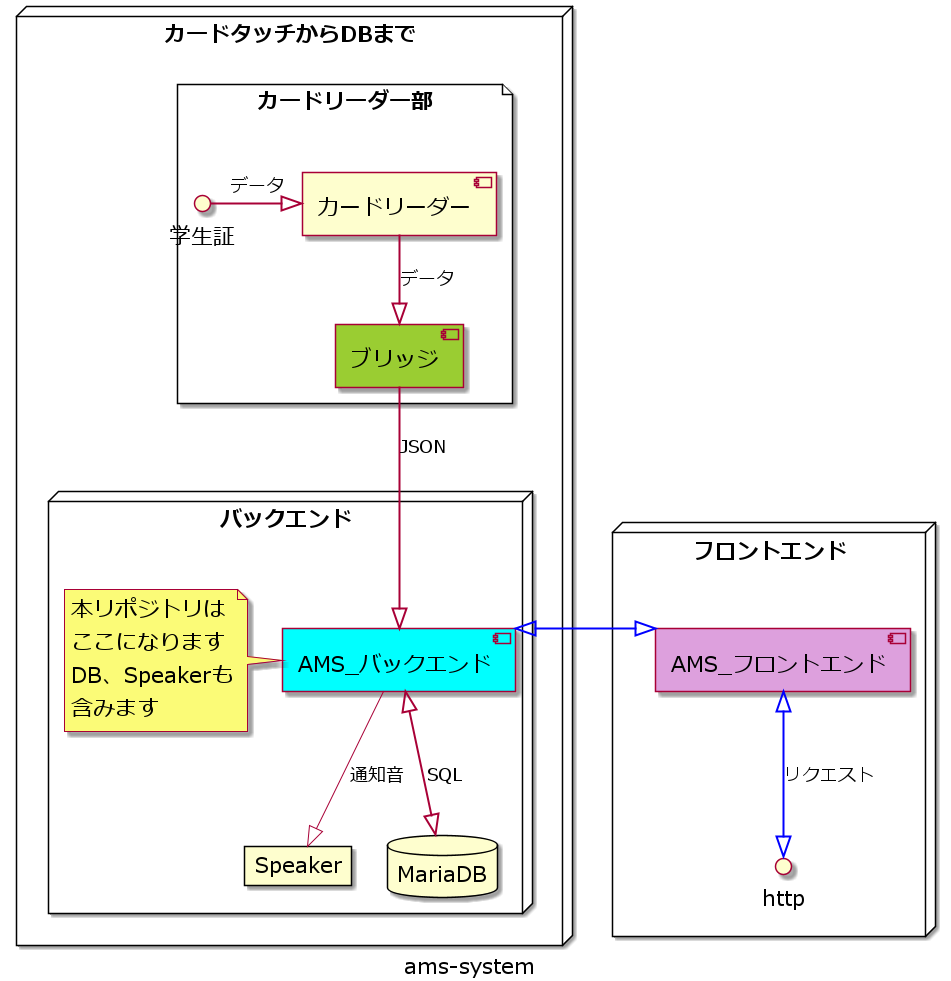 カードタッチからDBまで
カードリーダー部
データ
カードリーダー
学生証
データ
ブリッジ
JSON
バックエンド
フロントエンド
本リポジトリは
ここになります
DB、Speakerも
含みます
AMS_バックエンド
AMS_フロントエンド
通知音
SQL
リクエスト
Speaker
MariaDB
http
ams-system